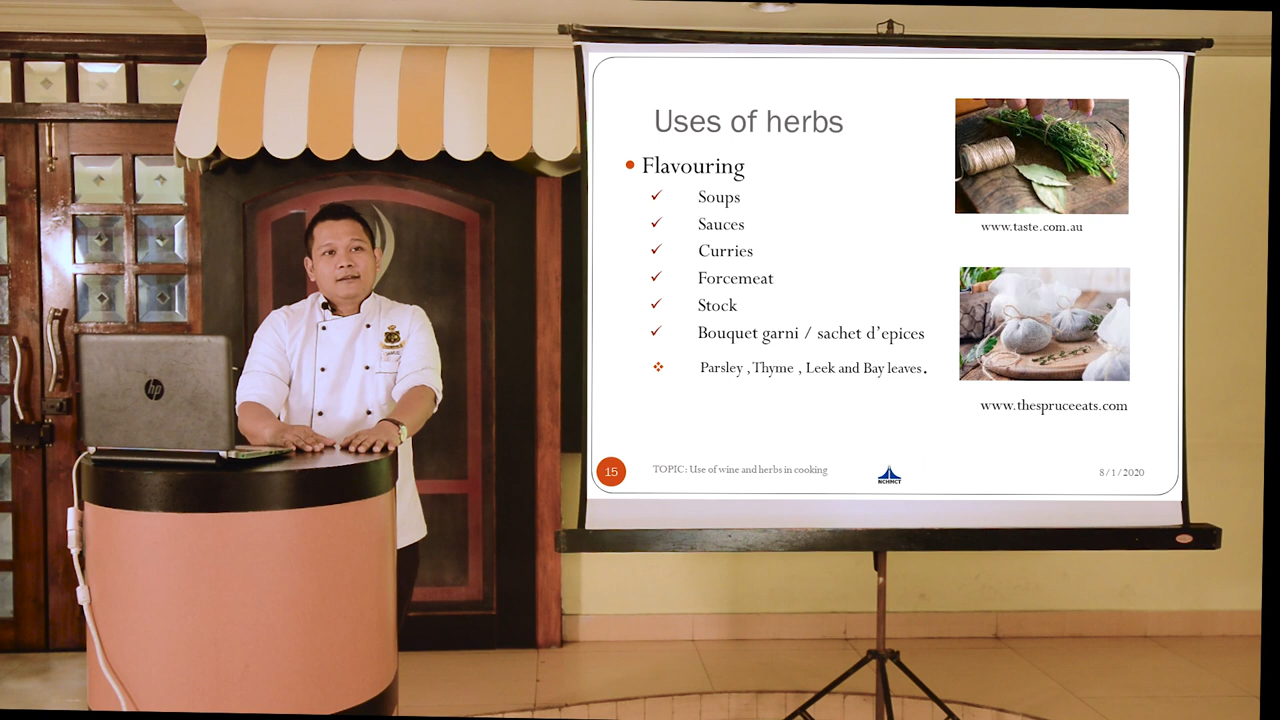 Uses of herbs
Flavouring
Soups
Sauces
Curries
Forcemeat
Stock
Bouquet garni / sachet d’epices
Parsley , Thyme , Leek and Bay leaves.
www.taste.com.au
www.thespruceeats.com
15
TOPIC: Use of wine and herbs in cooking
NCHMCT
8/1/2020
hp